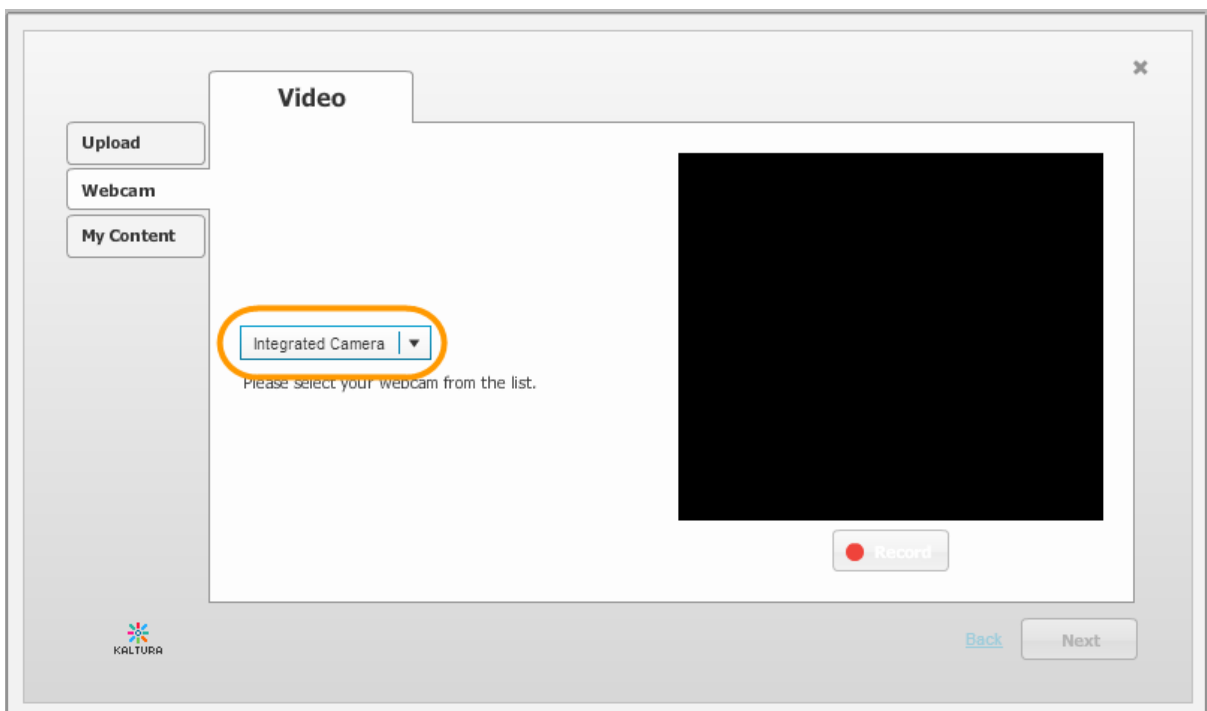 Video
Upload
Webcam
My Content
Integrated Camera
Please select your webcam from the list.
Record
KALTURA
Back
Next